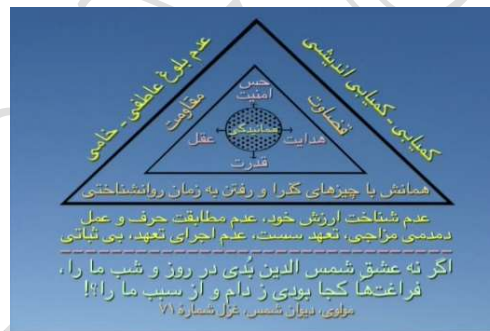 عدم بلوغ عاطفی - خامی
کمیابی - کمیابی اندیشی
مقاومت
قضاوت
حس
امنیت
عقل
همانیدگی
هدایت
قدرت
همانش با چیزهای گذرا و رفتن به زمان روانشناختی
عدم شناخت ارزش خود، عدم مطابقت حرف و عمل
دمدمی مزاجی، تعهد سست، عدم اجرای تعهد، بی ثباتی
اگر نه عشق شمس الدین بُدی در روز و شب ما را،
فراغت‌ها کجا بودی ز دام و از سبب ما را؟!
مولوی، دیوان شمس، غزل شمارهٔ ۷۱